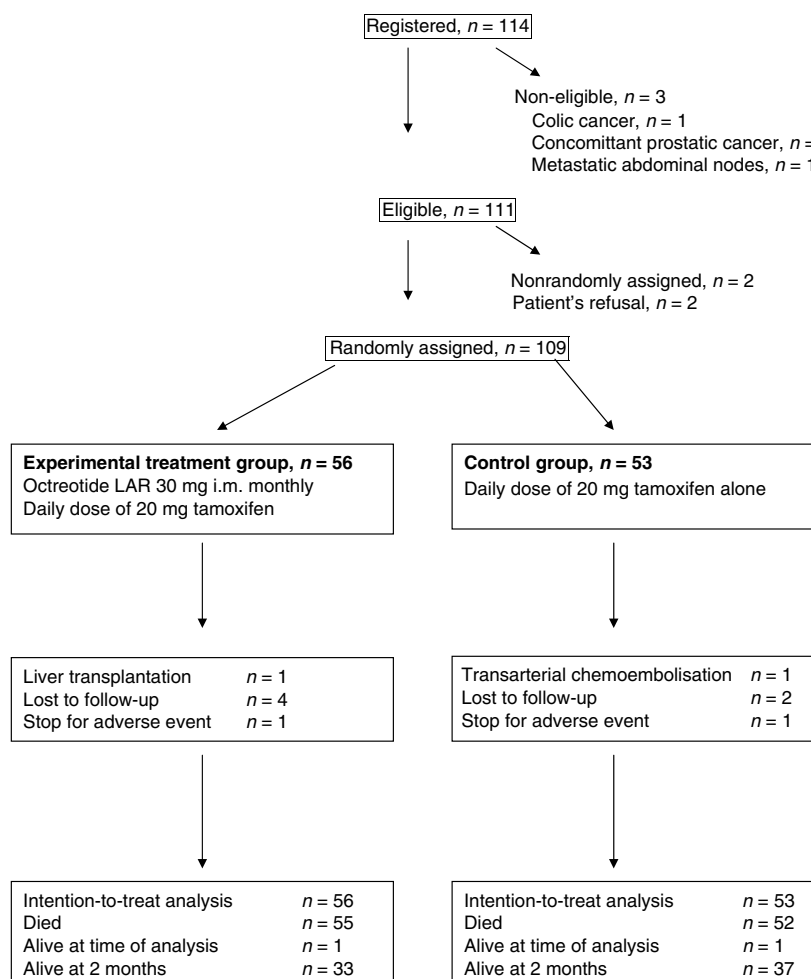 Registered, n = 114
Non-eligible, n = 3
Colic cancer, n = 1
Concomittant prostatic cancer, n =
Metastatic abdominal nodes, n = 1
Eligible, n = 111
Nonrandomly assigned, n = 2
Patient's refusal, n = 2
Randomly assigned, n = 109
Experimental treatment group, n = 56
Octreotide LAR 30 mg i.m. monthly
Daily dose of 20 mg tamoxifen
Control group, n = 53
Daily dose of 20 mg tamoxifen alone
Liver transplantation n = 1
Lost to follow-up n = 4
Stop for adverse event n = 1
Transarterial chemoembolisation n = 1
Lost to follow-up n = 2
Stop for adverse event n = 1
Intention-to-treat analysis n = 56
Died n = 55
Alive at time of analysis n = 1
Alive at 2 months n = 33
Intention-to-treat analysis n = 53
Died n = 52
Alive at time of analysis n = 1
Alive at 2 months n = 37